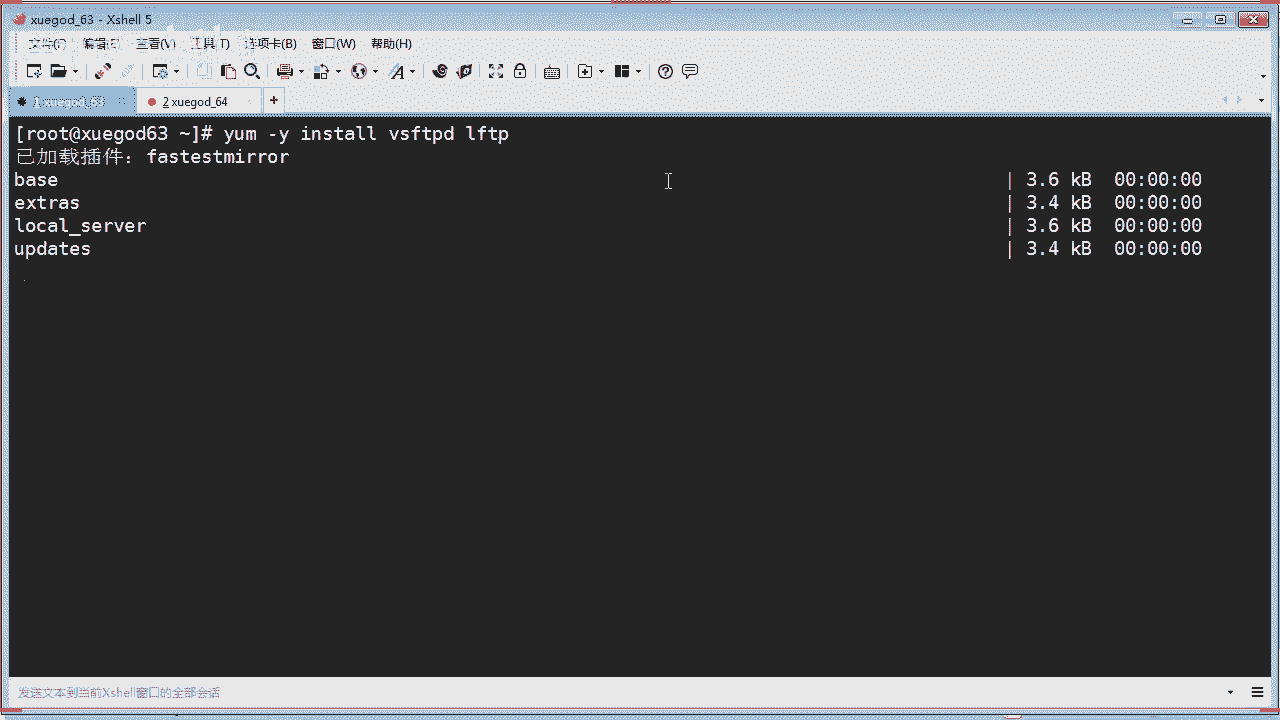 xuegod_63 - Xshell 5
文件(F) 编辑(E) 查看(V) 工具(T) 选项卡(B) 窗口(W) 帮助(H)
1 xuegod_63 2 xuegod_64 +
[root@xuegod63 ~]# yum -y install vsftpd lftp
已加载插件：fastestmirror
base | 3.6 kB 00:00:00
extras | 3.4 kB 00:00:00
local_server | 3.6 kB 00:00:00
updates | 3.4 kB 00:00:00
发送文本到当前Xshell窗口的全部会话